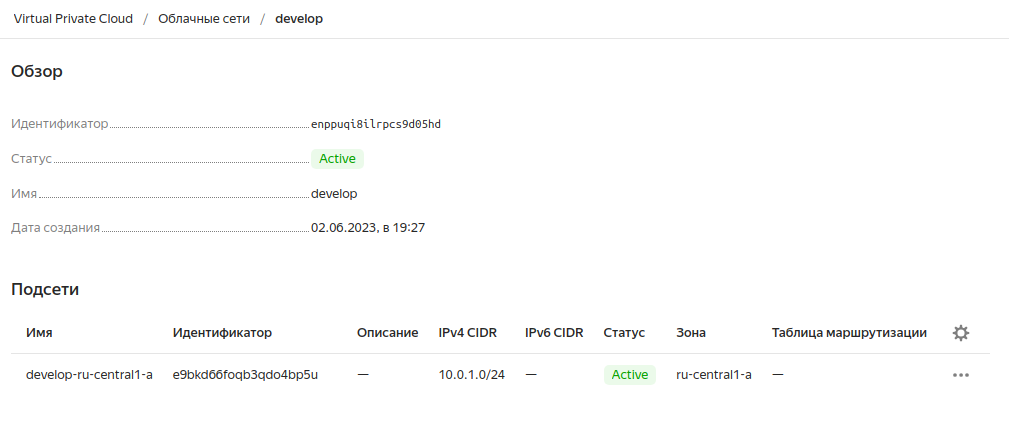 Virtual Private Cloud / Облачные сети / develop
Обзор
Идентификатор enppuqi8ilrpcs9d05hd
Статус Active
Имя develop
Дата создания 02.06.2023, в 19:27
Подсети
Имя Идентификатор Описание IPv4 CIDR IPv6 CIDR Статус Зона Таблица маршрутизации
develop-ru-central1-a e9bkd66foqb3qdo4bp5u — 10.0.1.0/24 — Active ru-central1-a —